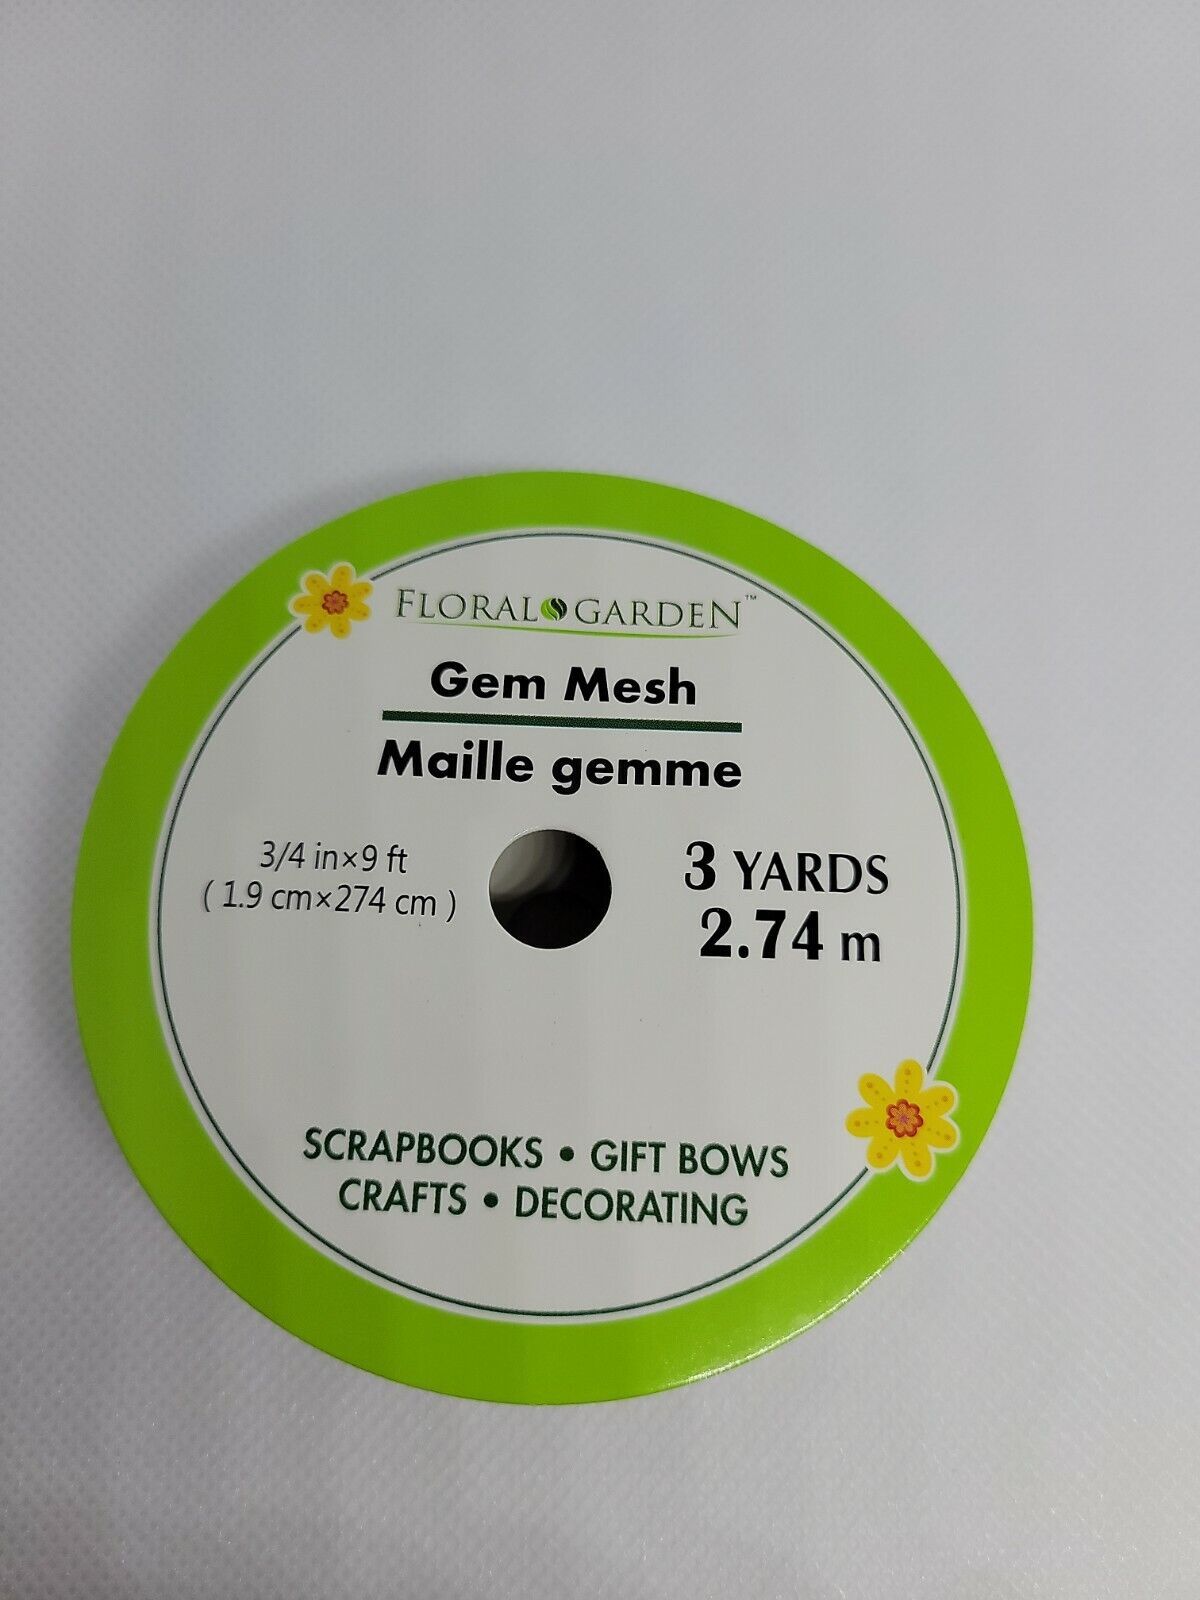 FLORAL GARDEN™
Gem Mesh
Maille gemme
3/4 in×9 ft
( 1.9 cm×274 cm )
3 YARDS
2.74 m
SCRAPBOOKS • GIFT BOWS
CRAFTS • DECORATING